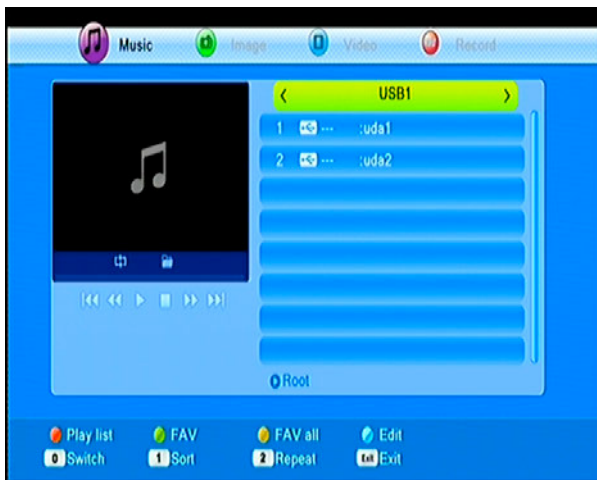 Music Image Video Record
USB1
1 --- :uda1
2 --- :uda2
Root
Play list FAV FAV all Edit
0 Switch 1 Sort 2 Repeat Exit Exit